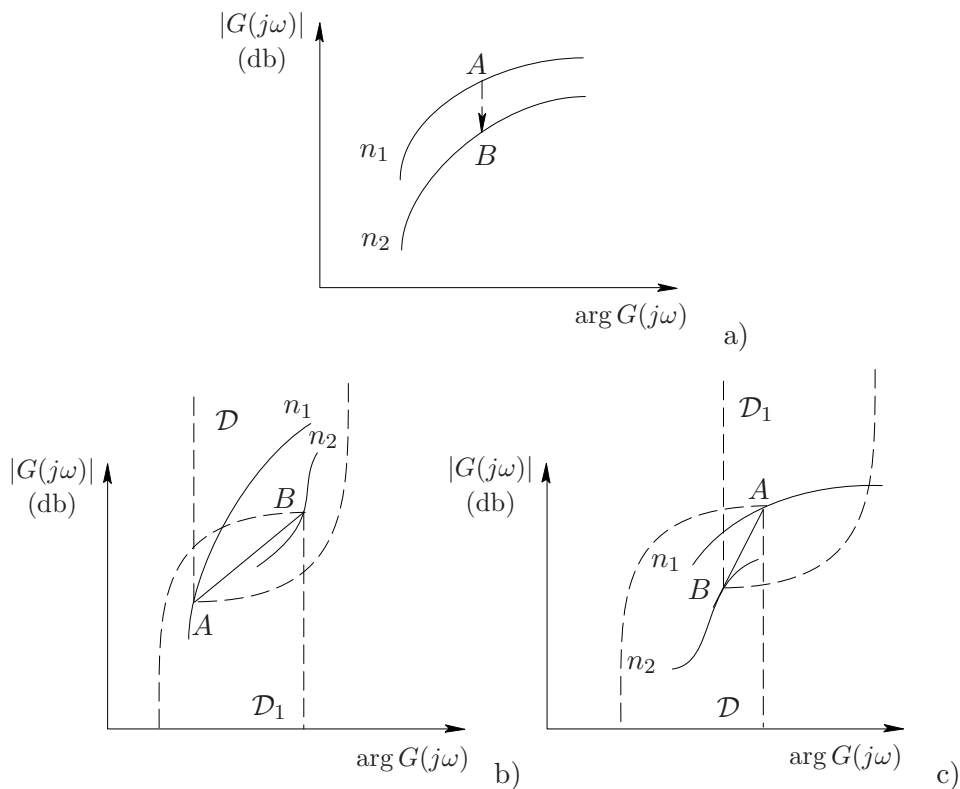 |G(jω)|
(db)
A
n₁
B
n₂
arg G(jω)
a)
𝒟
n₁
n₂
|G(jω)|
(db)
B
A
𝒟₁
arg G(jω)
b)
𝒟₁
|G(jω)|
(db)
A
n₁
B
n₂
𝒟
arg G(jω)
c)